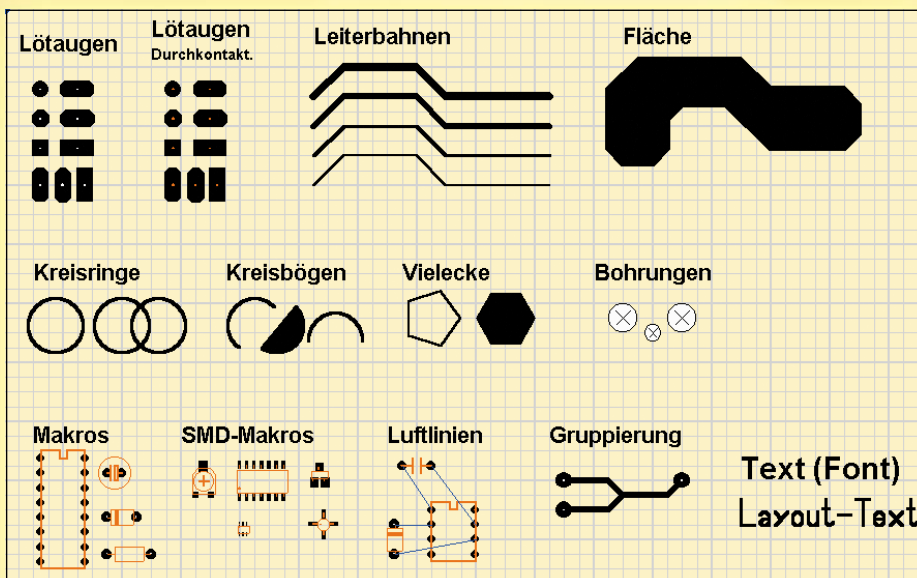 Lötaugen
Lötaugen
Durchkontakt.
Leiterbahnen
Fläche
Kreisringe
Kreisbögen
Vielecke
Bohrungen
Makros
SMD-Makros
Luftlinien
Gruppierung
Text (Font)
Layout-Text